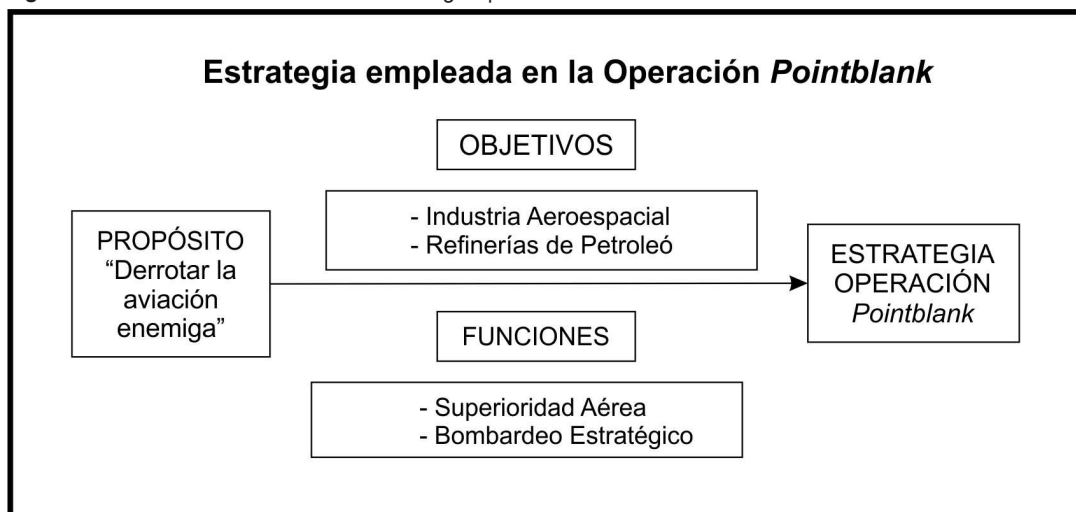 Estrategia empleada en la Operación Pointblank
OBJETIVOS
- Industria Aeroespacial
- Refinerías de Petroleó
PROPÓSITO
“Derrotar la
aviación
enemiga”
ESTRATEGIA
OPERACIÓN
Pointblank
FUNCIONES
- Superioridad Aérea
- Bombardeo Estratégico